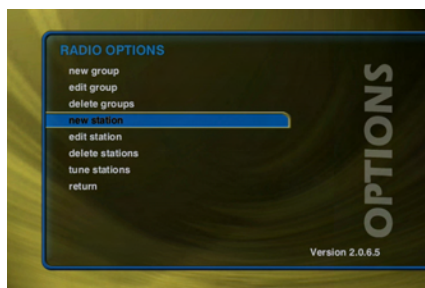 RADIO OPTIONS
new group
edit group
delete groups
new station
edit station
delete stations
tune stations
return
OPTIONS
Version 2.0.6.5